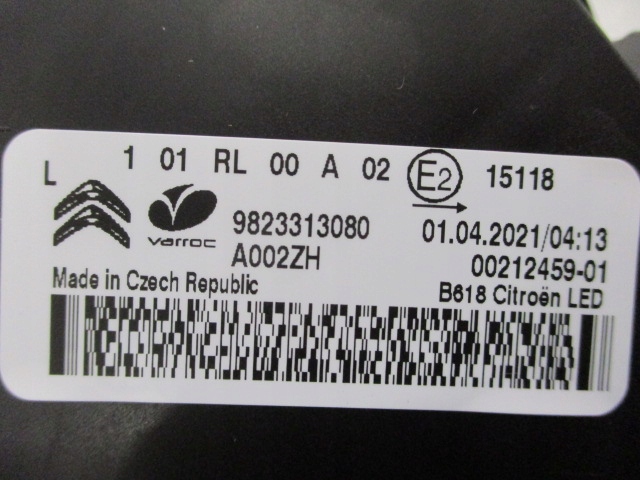 L 1 01 RL 00 A 02 E2 15118
varroc 9823313080 01.04.2021/04:13
A002ZH 00212459-01
Made in Czech Republic B618 Citroën LED